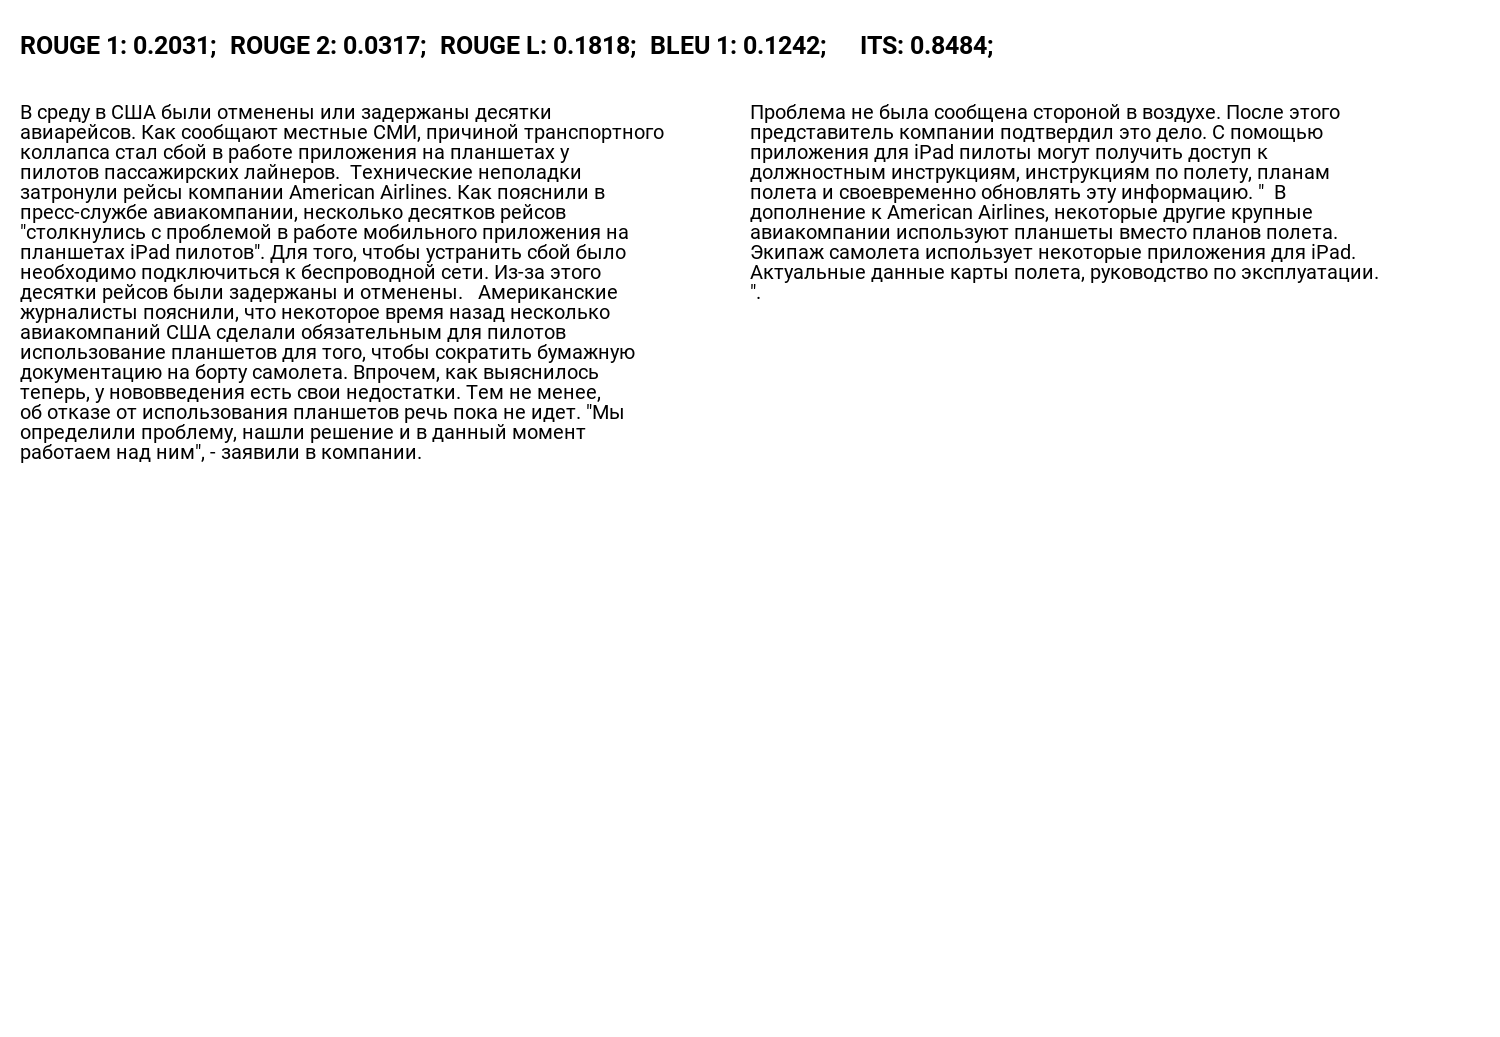 ROUGE 1: 0.2031;  ROUGE 2: 0.0317;  ROUGE L: 0.1818;  BLEU 1: 0.1242;     ITS: 0.8484;
В среду в США были отменены или задержаны десятки
авиарейсов. Как сообщают местные СМИ, причиной транспортного
коллапса стал сбой в работе приложения на планшетах у
пилотов пассажирских лайнеров.  Технические неполадки
затронули рейсы компании American Airlines. Как пояснили в
пресс-службе авиакомпании, несколько десятков рейсов
"столкнулись с проблемой в работе мобильного приложения на
планшетах iPad пилотов". Для того, чтобы устранить сбой было
необходимо подключиться к беспроводной сети. Из-за этого
десятки рейсов были задержаны и отменены.   Американские
журналисты пояснили, что некоторое время назад несколько
авиакомпаний США сделали обязательным для пилотов
использование планшетов для того, чтобы сократить бумажную
документацию на борту самолета. Впрочем, как выяснилось
теперь, у нововведения есть свои недостатки. Тем не менее,
об отказе от использования планшетов речь пока не идет. "Мы
определили проблему, нашли решение и в данный момент
работаем над ним", - заявили в компании.
Проблема не была сообщена стороной в воздухе. После этого
представитель компании подтвердил это дело. С помощью
приложения для iPad пилоты могут получить доступ к
должностным инструкциям, инструкциям по полету, планам
полета и своевременно обновлять эту информацию. "  В
дополнение к American Airlines, некоторые другие крупные
авиакомпании используют планшеты вместо планов полета.
Экипаж самолета использует некоторые приложения для iPad.
Актуальные данные карты полета, руководство по эксплуатации.
".